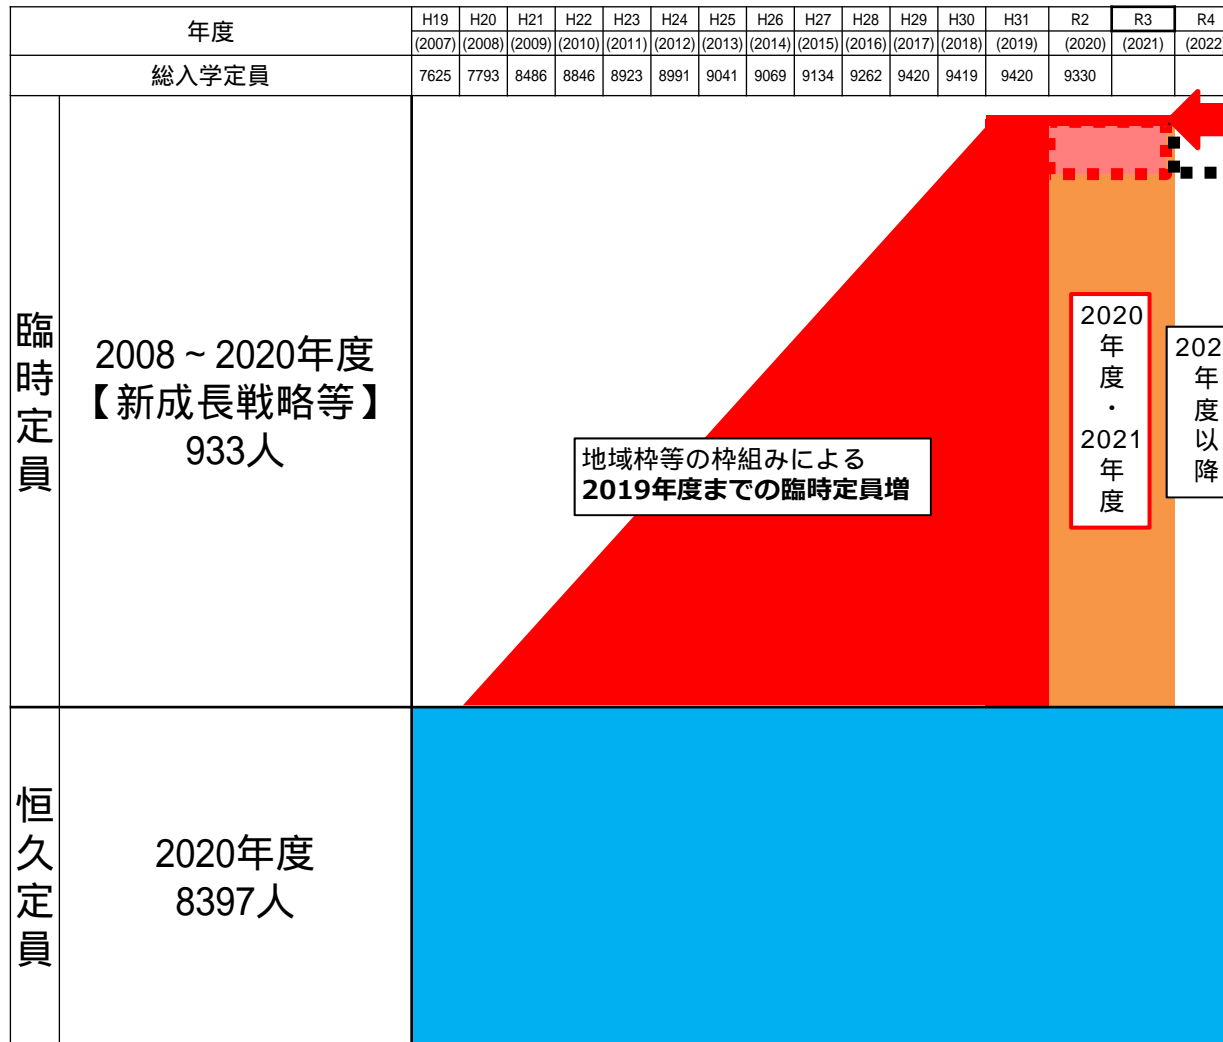 年度 H19 H20 H21 H22 H23 H24 H25 H26 H27 H28 H29 H30 H31 R2 R3 R4
(2007) (2008) (2009) (2010) (2011) (2012) (2013) (2014) (2015) (2016) (2017) (2018) (2019) (2020) (2021) (2022
総入学定員 7625 7793 8486 8846 8923 8991 9041 9069 9134 9262 9420 9419 9420 9330
臨時定員
2008～2020年度
【新成長戦略等】
933人
地域枠等の枠組みによる
2019年度までの臨時定員増
2020
年
度
・
2021
年
度
202
年
度
以
降
恒久定員
2020年度
8397人